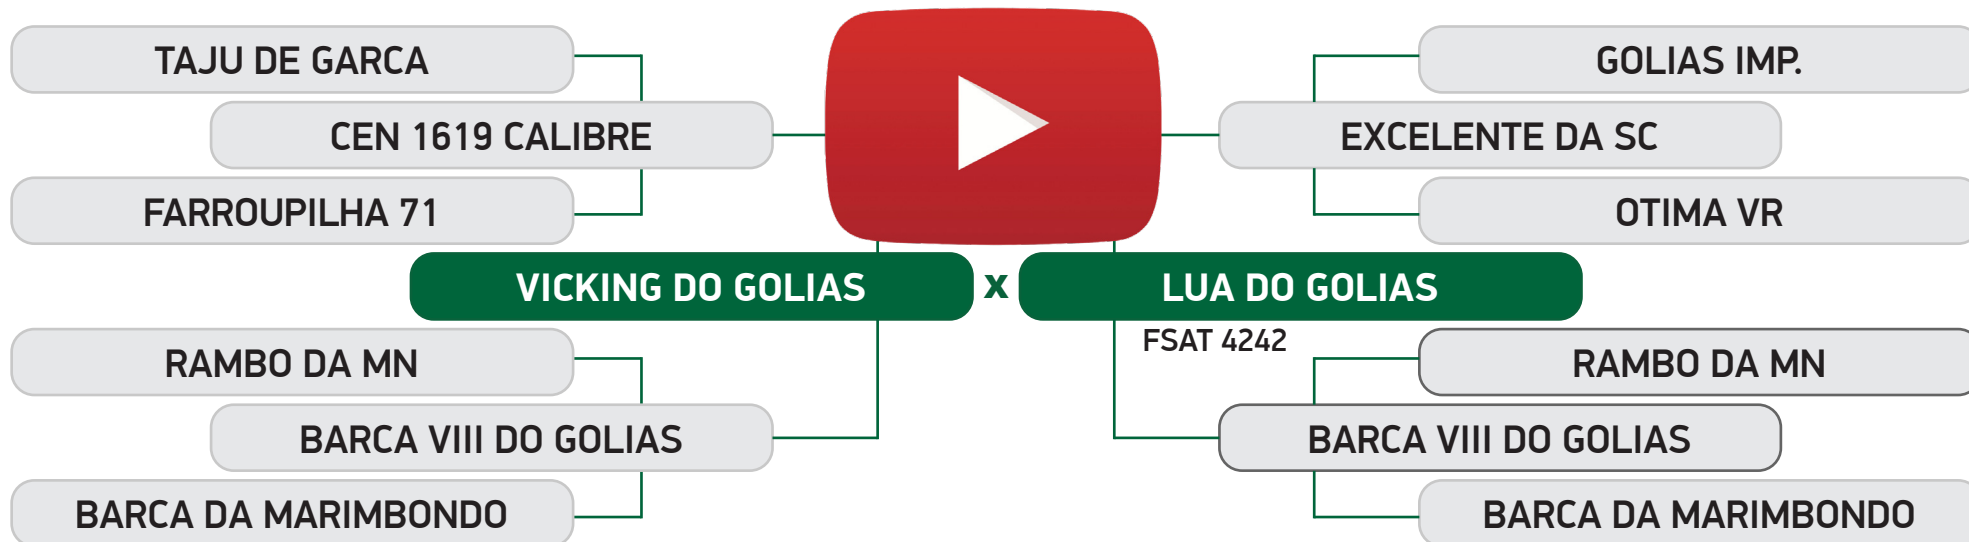 TAJU DE GARCA
GOLIAS IMP.
CEN 1619 CALIBRE
EXCELENTE DA SC
FARROUPILHA 71
OTIMA VR
VICKING DO GOLIAS x LUA DO GOLIAS
FSAT 4242
RAMBO DA MN
RAMBO DA MN
BARCA VIII DO GOLIAS
BARCA VIII DO GOLIAS
BARCA DA MARIMBONDO
BARCA DA MARIMBONDO